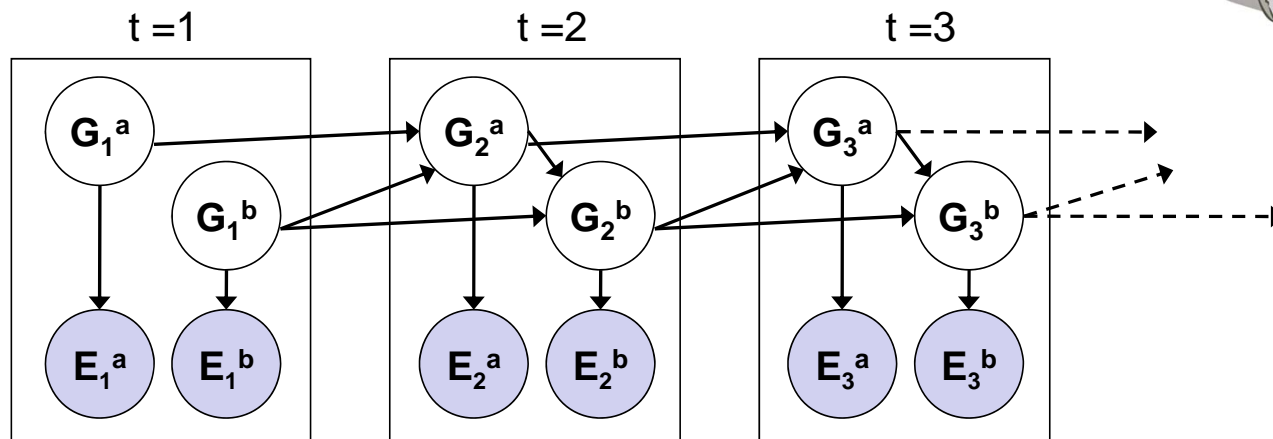 t =1 t =2 t =3
G₁ᵃ G₂ᵃ G₃ᵃ
G₁ᵇ G₂ᵇ G₃ᵇ
E₁ᵃ E₁ᵇ E₂ᵃ E₂ᵇ E₃ᵃ E₃ᵇ